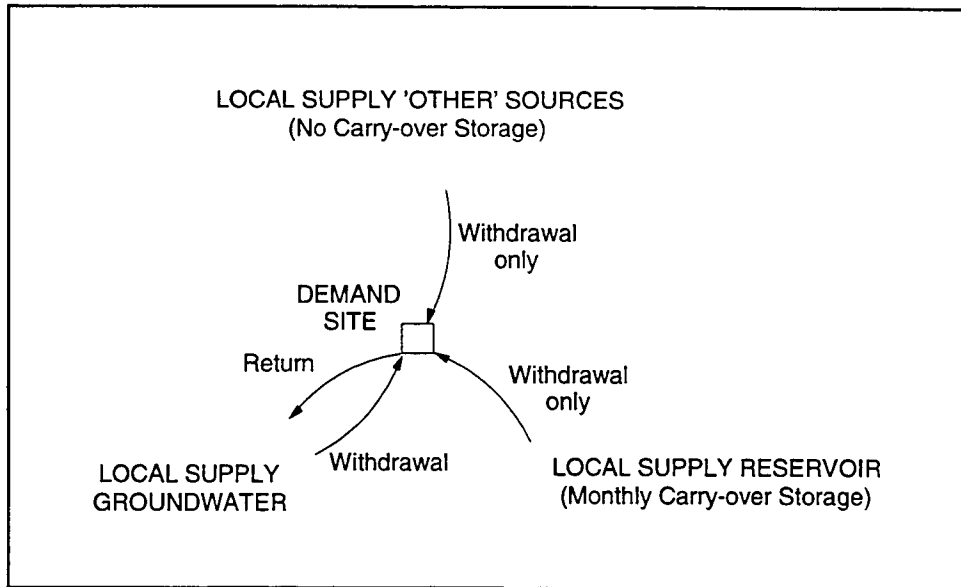 LOCAL SUPPLY 'OTHER' SOURCES
(No Carry-over Storage)
Withdrawal
only
DEMAND
SITE
Return
Withdrawal
only
Withdrawal
LOCAL SUPPLY
GROUNDWATER
LOCAL SUPPLY RESERVOIR
(Monthly Carry-over Storage)